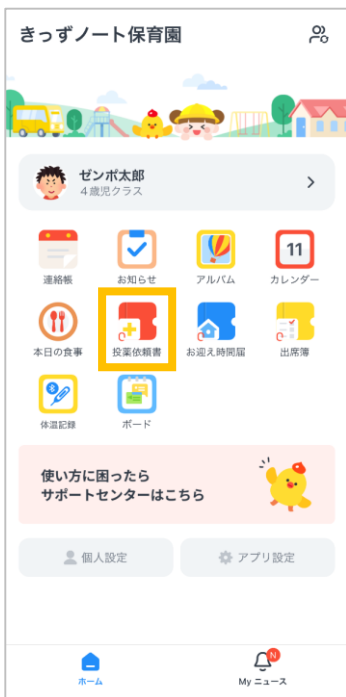 きっずノート保育園
ゼンポ太郎
4歳児クラス
11
連絡帳
お知らせ
アルバム
カレンダー
本日の食事
投薬依頼書
お迎え時間届
出席簿
体温記録
ボード
使い方に困ったら
サポートセンターはこちら
個人設定
アプリ設定
N
ホーム
My ニュース